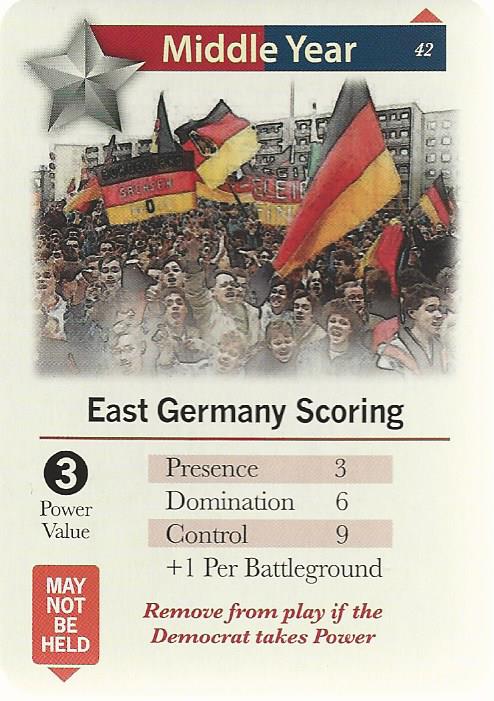 Middle Year
42
SACHSEN
East Germany Scoring
3
Power
Value
Presence 3
Domination 6
Control 9
+1 Per Battleground
MAY
NOT
BE
HELD
Remove from play if the
Democrat takes Power